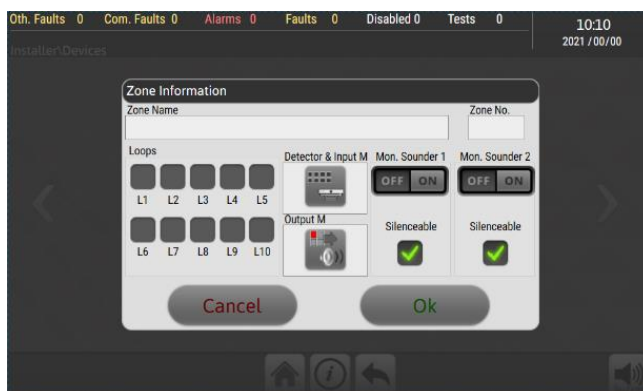 Oth. Faults 0 Com. Faults 0 Alarms 0 Faults 0 Disabled 0 Tests 0
10:10
2021 / 00/ 00
Installer\Devices
Zone Information
Zone Name Zone No.
Loops Detector & Input M Mon. Sounder 1 Mon. Sounder 2
OFF ON OFF ON
L1 L2 L3 L4 L5
Output M Silenceable Silenceable
L6 L7 L8 L9 L10
Cancel Ok